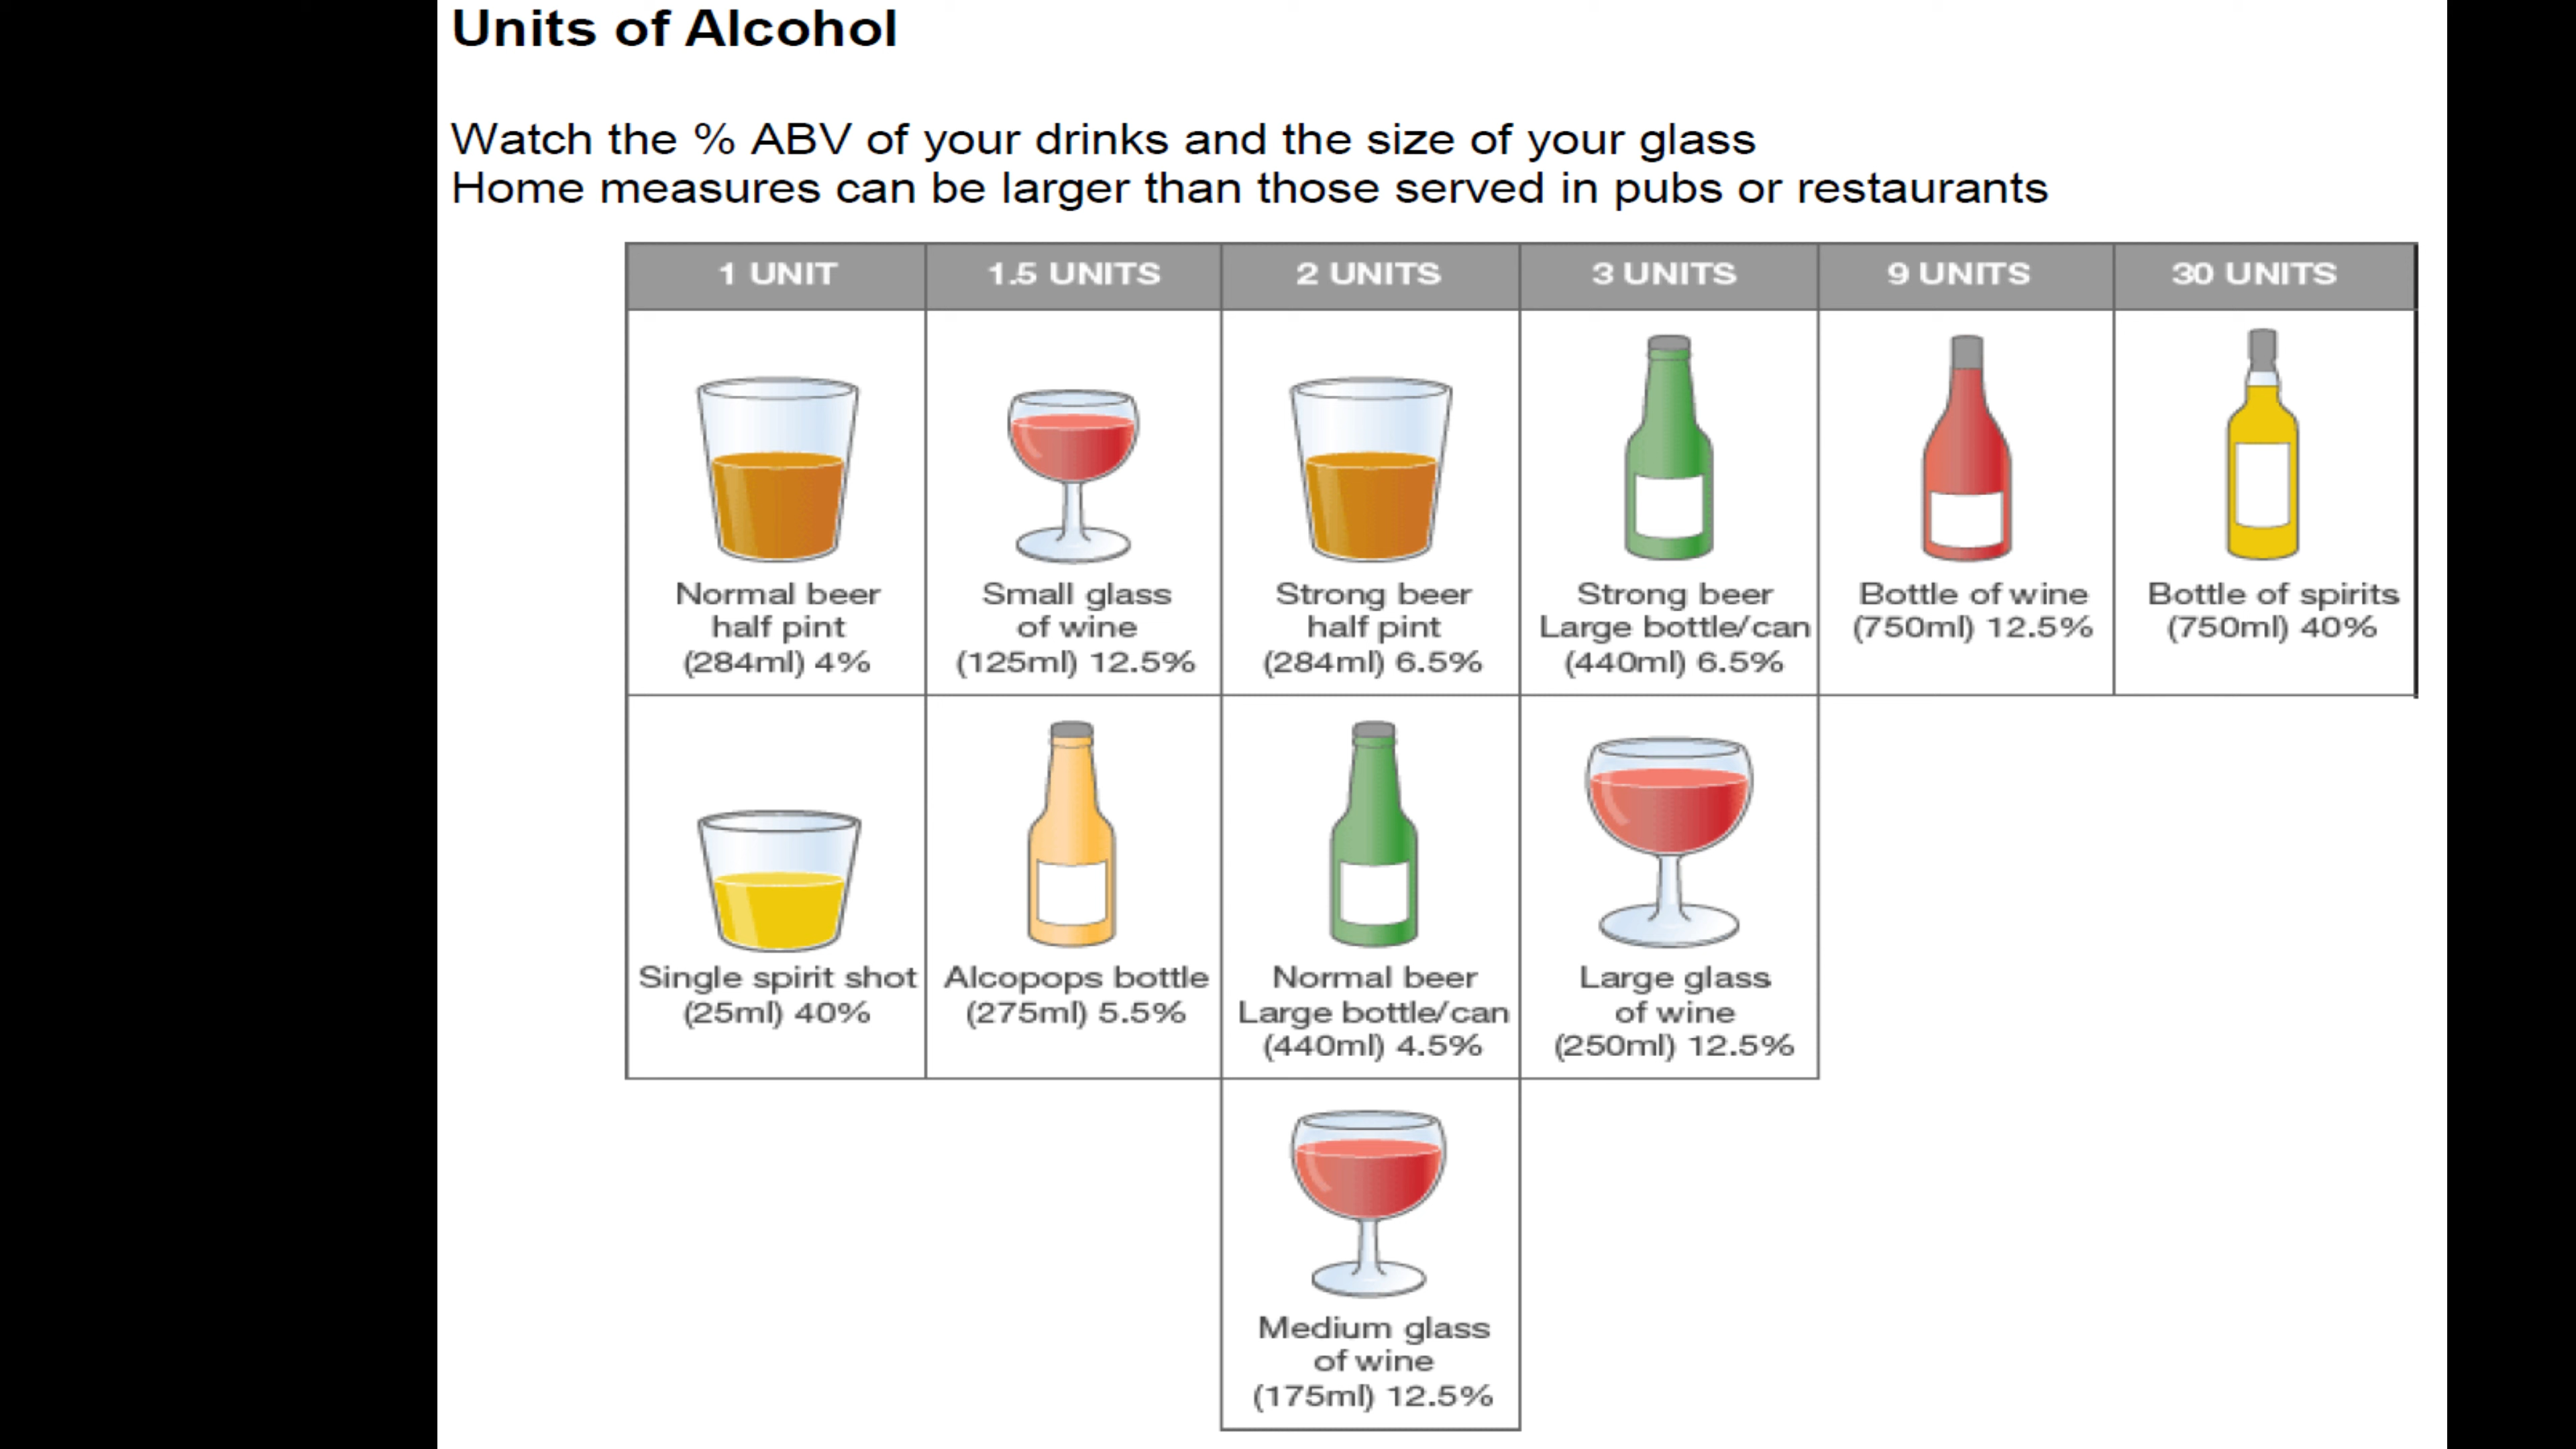 Units of Alcohol
Watch the % ABV of your drinks and the size of your glass
Home measures can be larger than those served in pubs or restaurants
1 UNIT
1.5 UNITS
2 UNITS
3 UNITS
9 UNITS
30 UNITS
Normal beer
half pint
(284ml) 4%
Small glass
of wine
(125ml) 12.5%
Strong beer
half pint
(284ml) 6.5%
Strong beer
Large bottle/can
(440ml) 6.5%
Bottle of wine
(750ml) 12.5%
Bottle of spirits
(750ml) 40%
Single spirit shot
(25ml) 40%
Alcopops bottle
(275ml) 5.5%
Normal beer
Large bottle/can
(440ml) 4.5%
Large glass
of wine
(250ml) 12.5%
Medium glass
of wine
(175ml) 12.5%